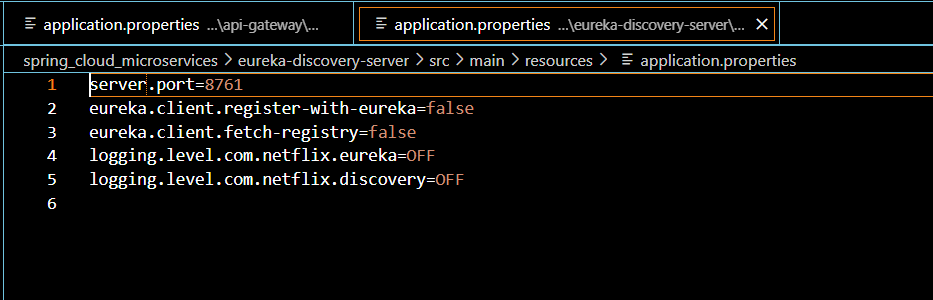 application.properties ...\api-gateway\...
application.properties ...\eureka-discovery-server\...
spring_cloud_microservices > eureka-discovery-server > src > main > resources > application.properties
1 server.port=8761
2 eureka.client.register-with-eureka=false
3 eureka.client.fetch-registry=false
4 logging.level.com.netflix.eureka=OFF
5 logging.level.com.netflix.discovery=OFF
6